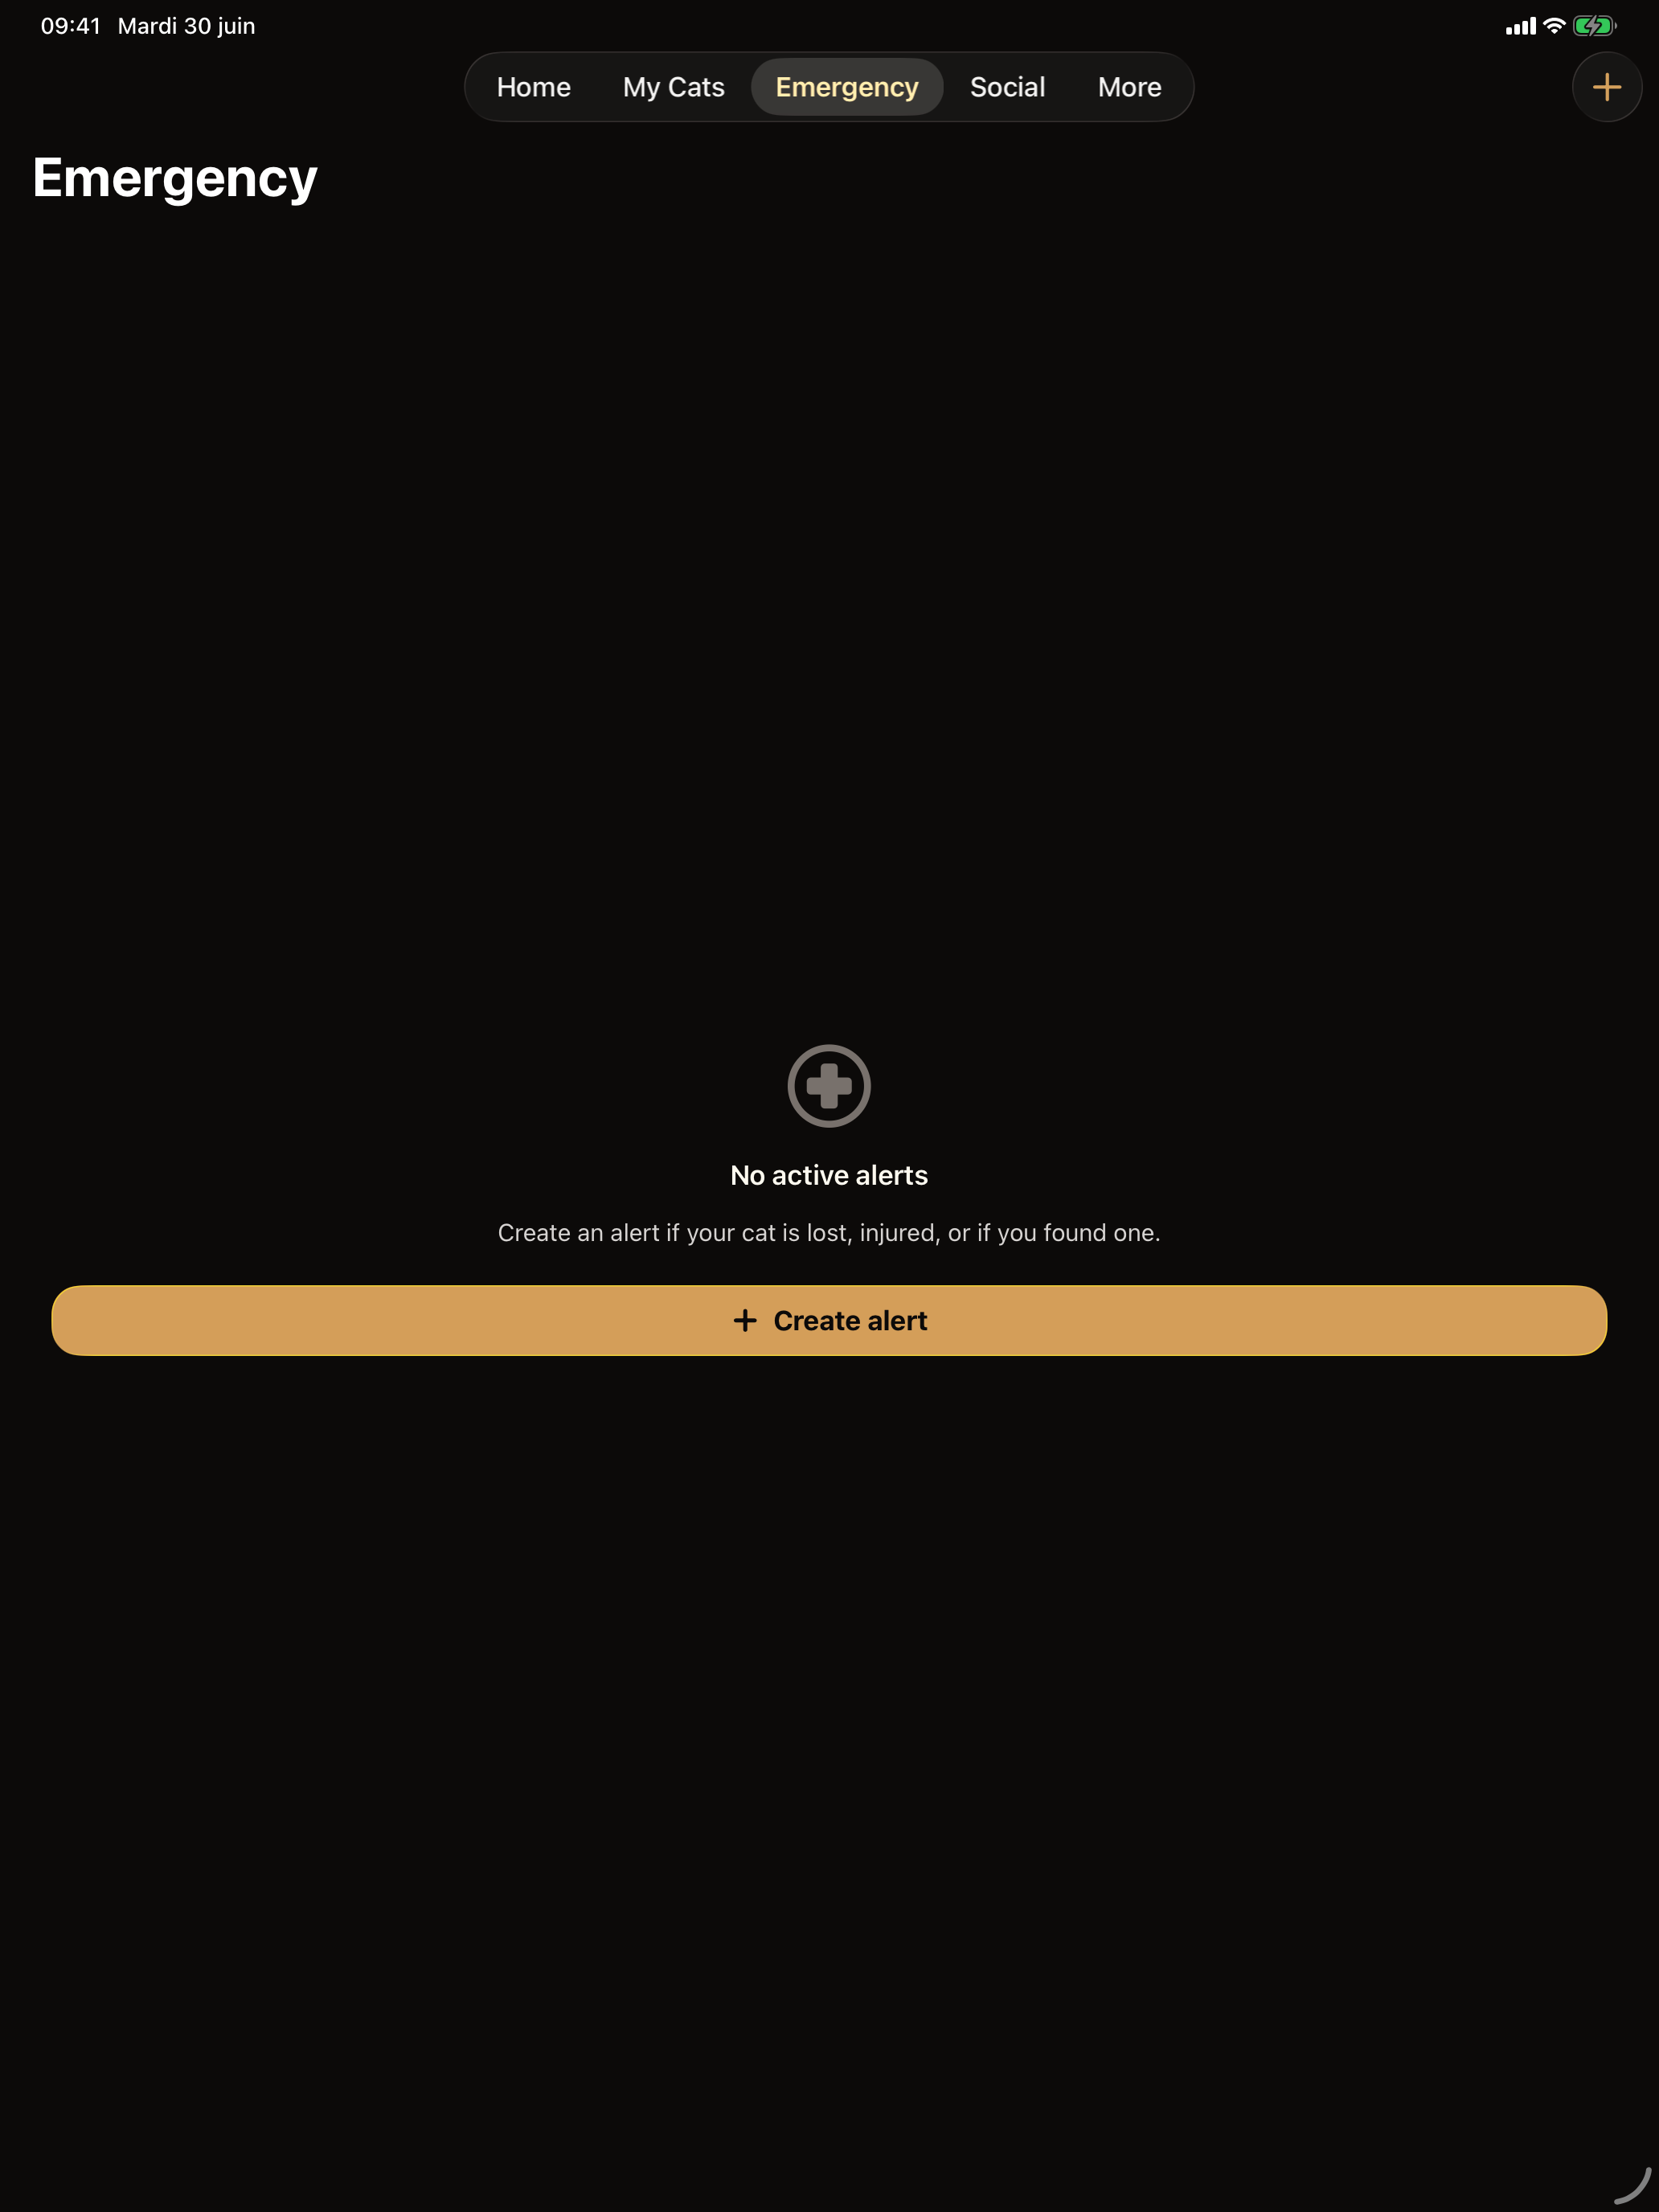 09:41 Mardi 30 juin
Home My Cats Emergency Social More
Emergency
No active alerts
Create an alert if your cat is lost, injured, or if you found one.
Create alert